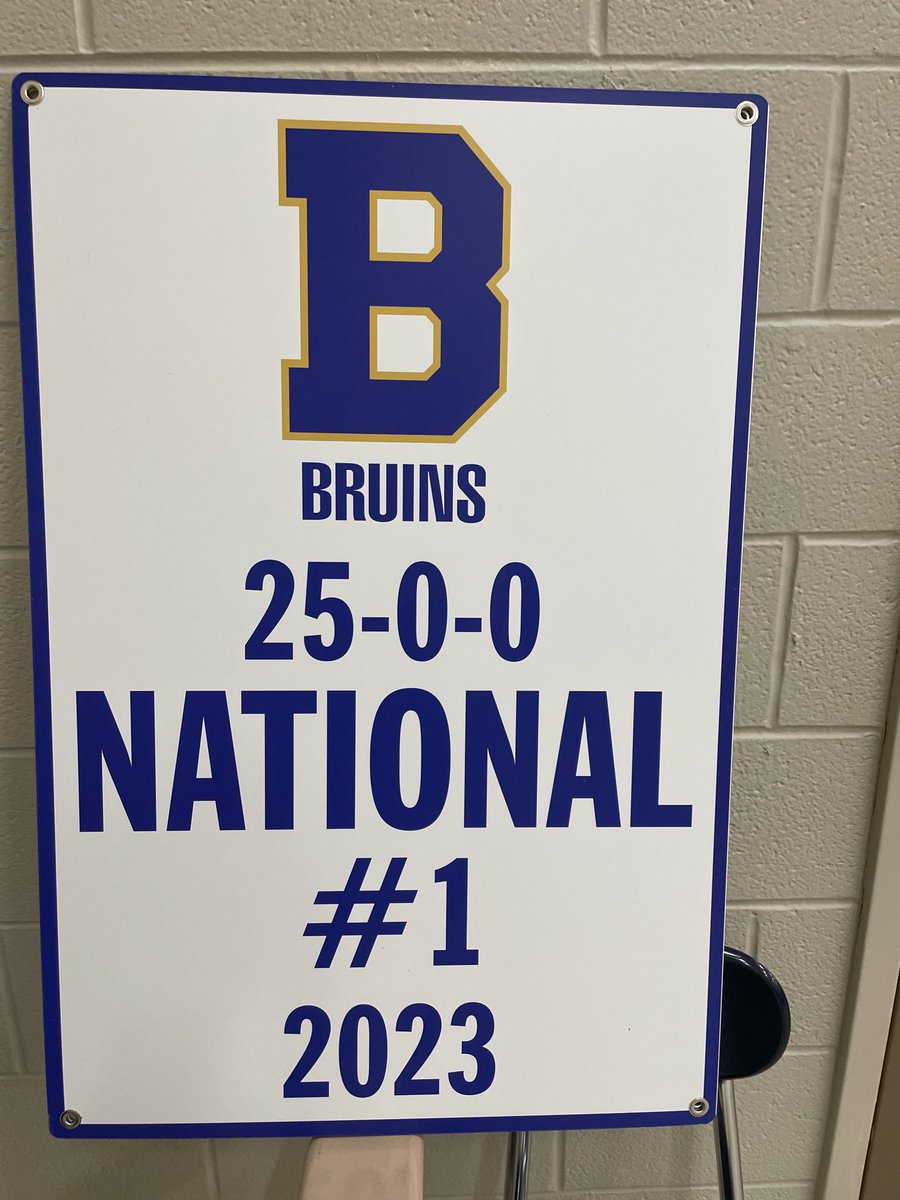 B
BRUINS
25-0-0
NATIONAL
#1
2023